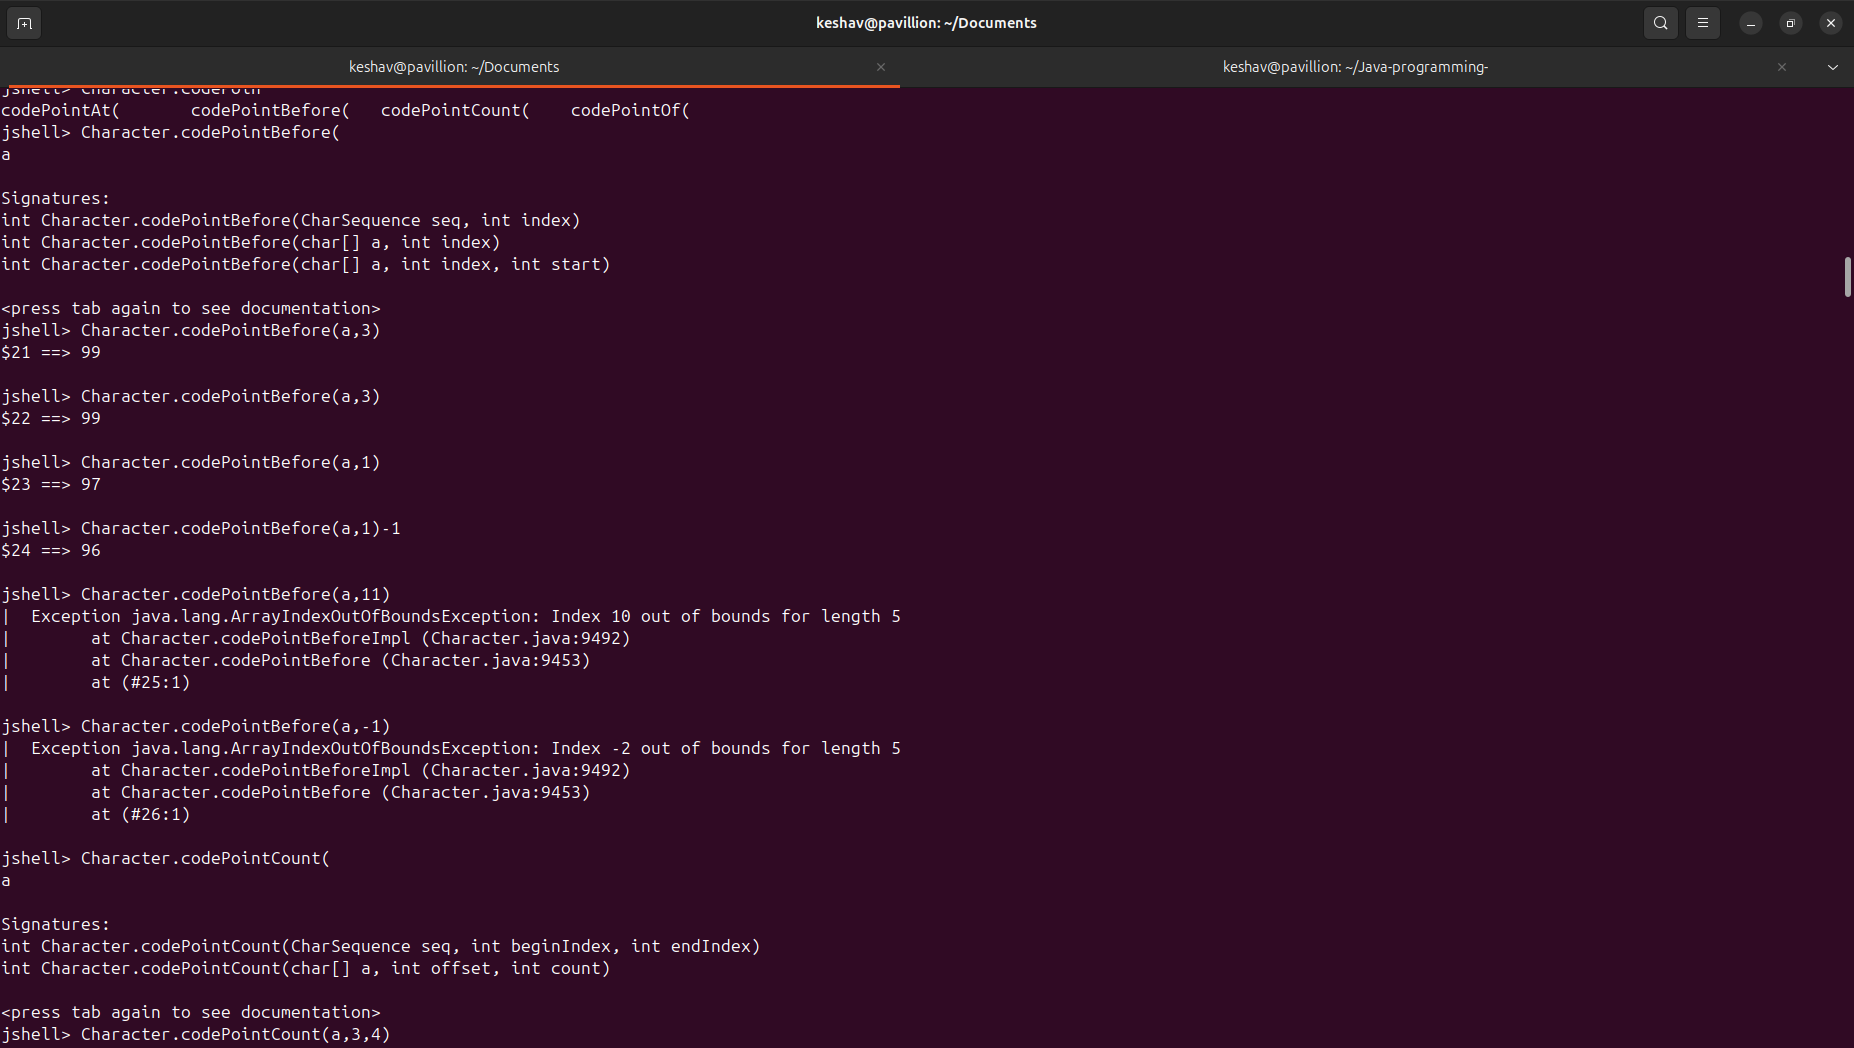 keshav@pavillion: ~/Documents
keshav@pavillion: ~/Documents
keshav@pavillion: ~/Java-programming-
jshell> Character.codePoin
codePointAt(       codePointBefore(   codePointCount(    codePointOf(
jshell> Character.codePointBefore(
a
Signatures:
int Character.codePointBefore(CharSequence seq, int index)
int Character.codePointBefore(char[] a, int index)
int Character.codePointBefore(char[] a, int index, int start)
<press tab again to see documentation>
jshell> Character.codePointBefore(a,3)
$21 ==> 99
jshell> Character.codePointBefore(a,3)
$22 ==> 99
jshell> Character.codePointBefore(a,1)
$23 ==> 97
jshell> Character.codePointBefore(a,1)-1
$24 ==> 96
jshell> Character.codePointBefore(a,11)
|  Exception java.lang.ArrayIndexOutOfBoundsException: Index 10 out of bounds for length 5
|        at Character.codePointBeforeImpl (Character.java:9492)
|        at Character.codePointBefore (Character.java:9453)
|        at (#25:1)
jshell> Character.codePointBefore(a,-1)
|  Exception java.lang.ArrayIndexOutOfBoundsException: Index -2 out of bounds for length 5
|        at Character.codePointBeforeImpl (Character.java:9492)
|        at Character.codePointBefore (Character.java:9453)
|        at (#26:1)
jshell> Character.codePointCount(
a
Signatures:
int Character.codePointCount(CharSequence seq, int beginIndex, int endIndex)
int Character.codePointCount(char[] a, int offset, int count)
<press tab again to see documentation>
jshell> Character.codePointCount(a,3,4)